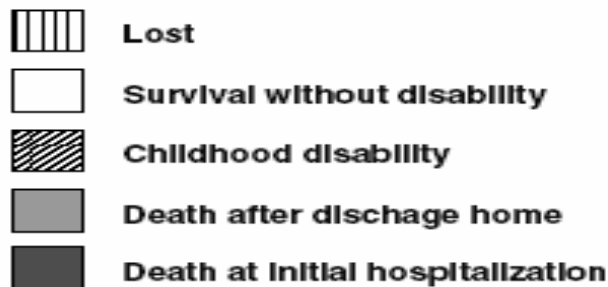 Lost
Survival without disability
Childhood disability
Death after dischage home
Death at initial hospitalization